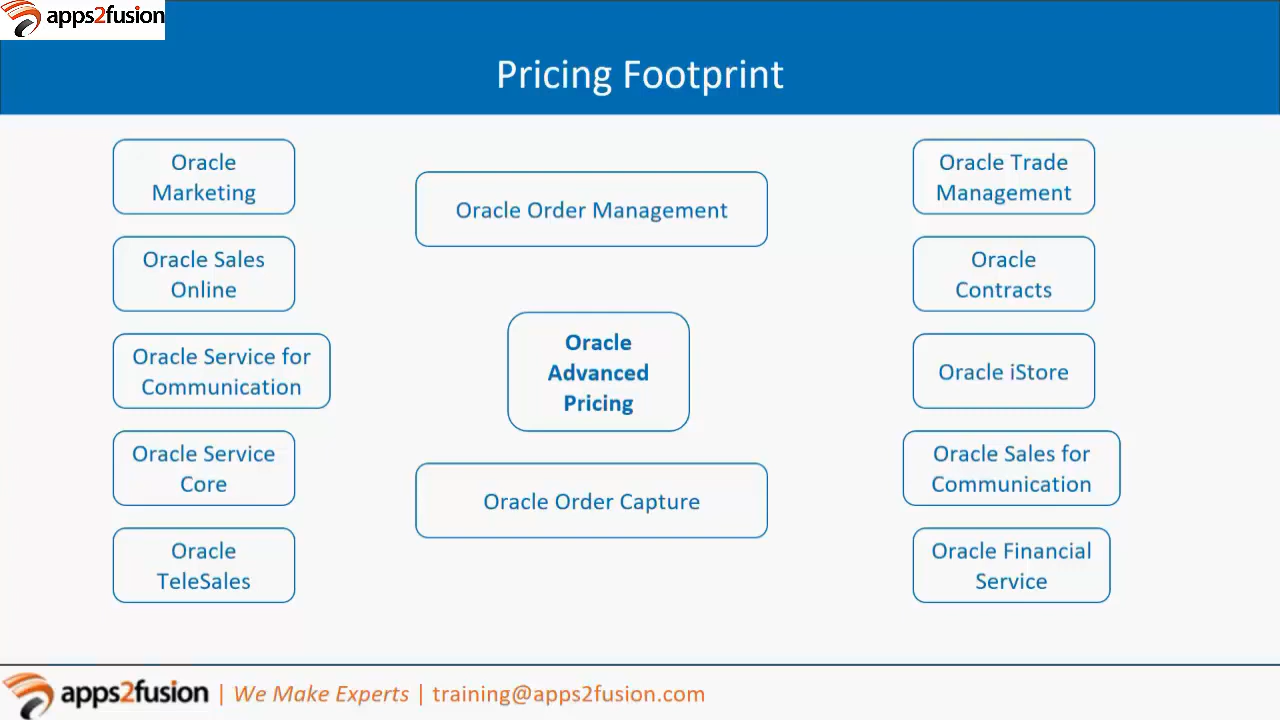 apps2fusion
Pricing Footprint
Oracle
Marketing
Oracle Sales
Online
Oracle Service for
Communication
Oracle Service
Core
Oracle
TeleSales
Oracle Order Management
Oracle
Advanced
Pricing
Oracle Order Capture
Oracle Trade
Management
Oracle
Contracts
Oracle iStore
Oracle Sales for
Communication
Oracle Financial
Service
apps2fusion | We Make Experts | training@apps2fusion.com